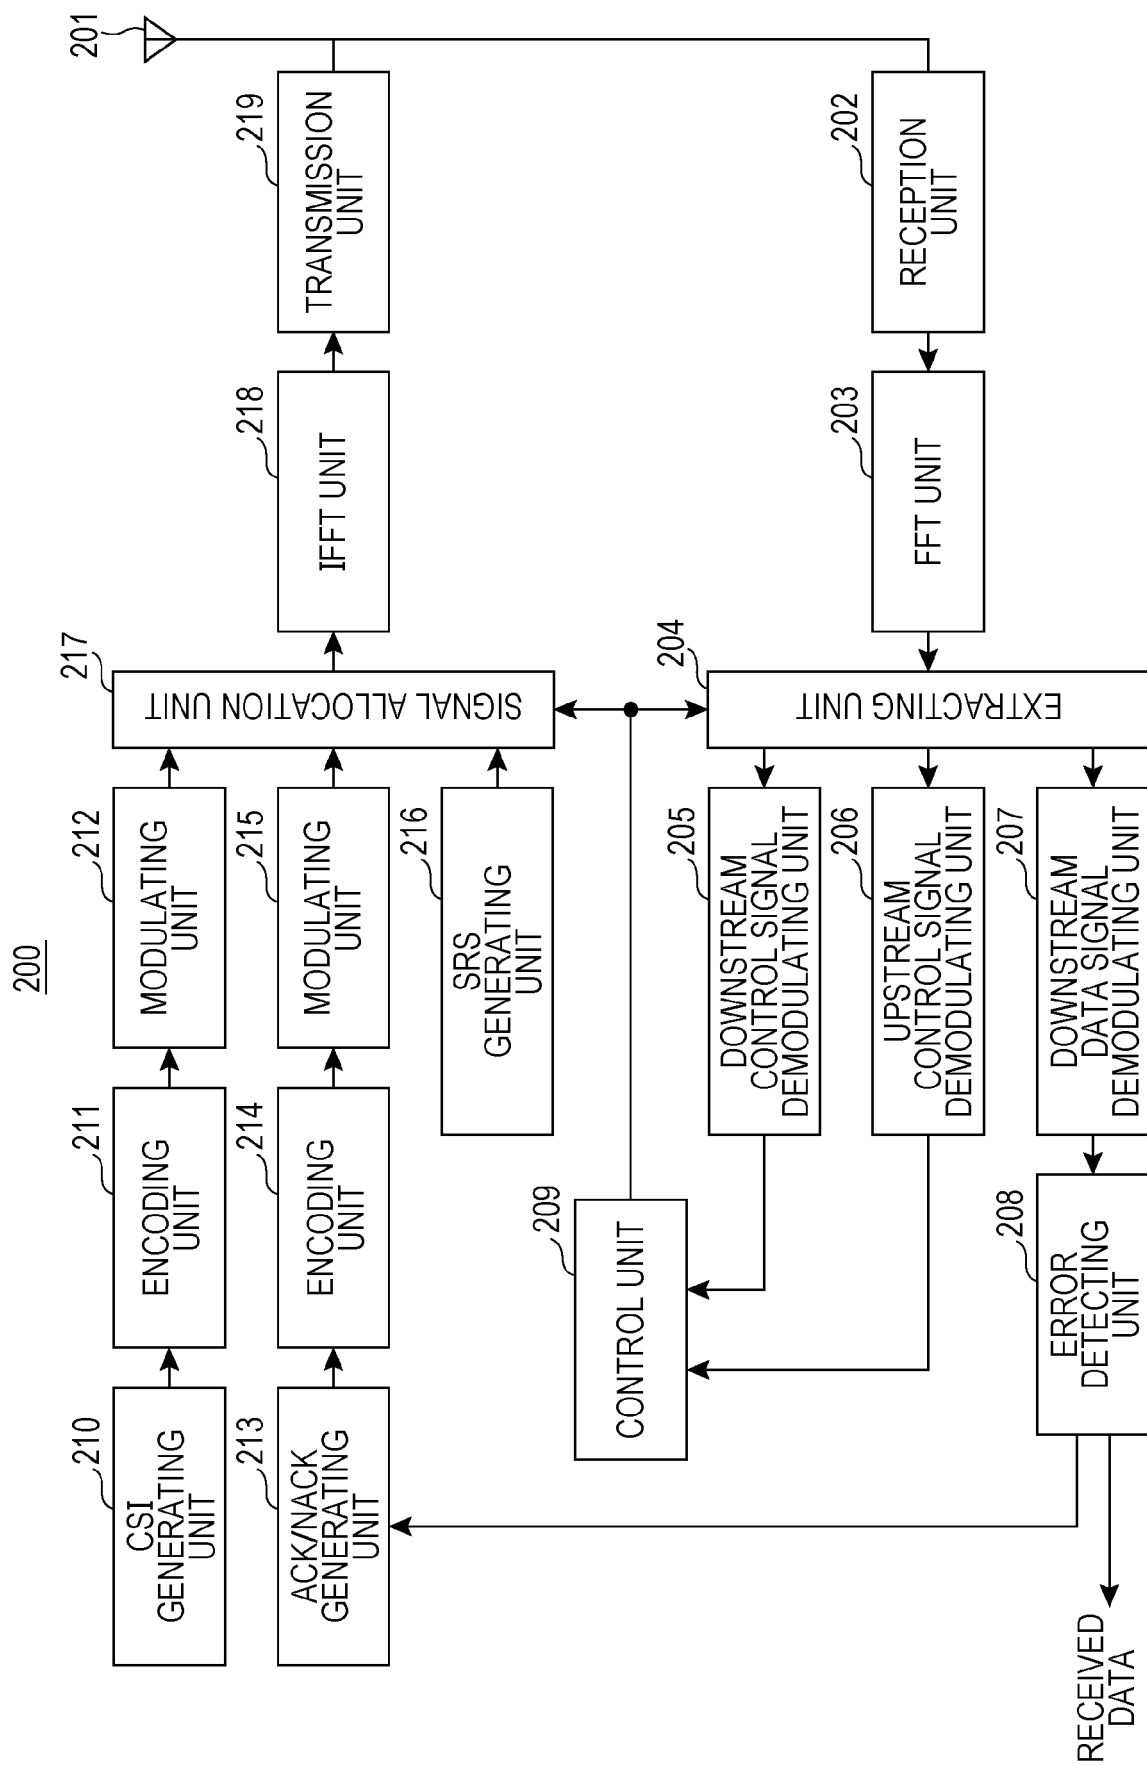 200
201
210
CSI
GENERATING
UNIT
211
ENCODING
UNIT
212
MODULATING
UNIT
213
ACK/NACK
GENERATING
UNIT
214
ENCODING
UNIT
215
MODULATING
UNIT
216
SRS
GENERATING
UNIT
217
SIGNAL ALLOCATION UNIT
218
IFFT UNIT
219
TRANSMISSION
UNIT
209
CONTROL UNIT
204
EXTRACTING UNIT
203
FFT UNIT
202
RECEPTION
UNIT
205
DOWNSTREAM
CONTROL SIGNAL
DEMODULATING UNIT
206
UPSTREAM
CONTROL SIGNAL
DEMODULATING UNIT
207
DOWNSTREAM
DATA SIGNAL
DEMODULATING UNIT
208
ERROR
DETECTING
UNIT
RECEIVED
DATA